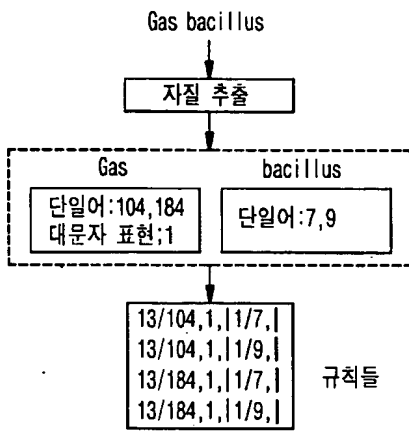 Gas bacillus
자질 추출
Gas
bacillus
단일어:104,184
대문자 표현;1
단일어:7,9
13/104,1,|1/7,|
13/104,1,|1/9,|
13/184,1,|1/7,|
13/184,1,|1/9,|
규칙들